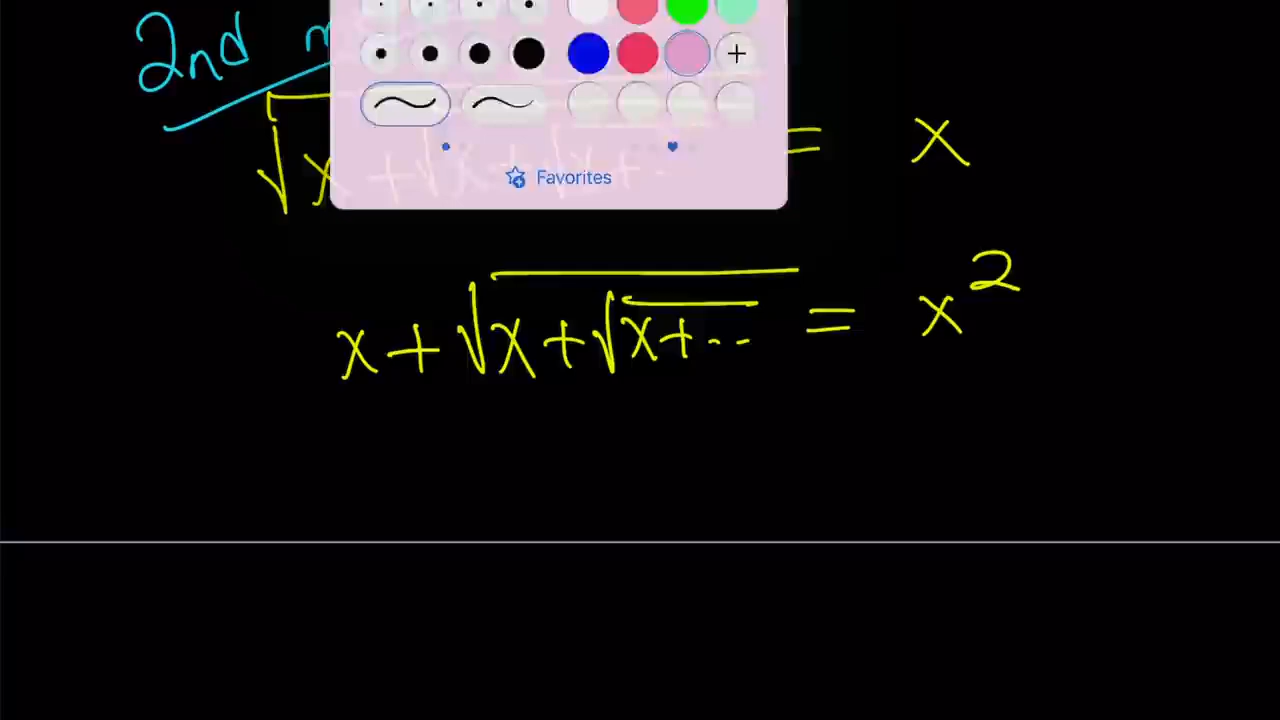 2nd
√x + √x + √x + ... = x
Favorites
x + √x + √x + ... = x²